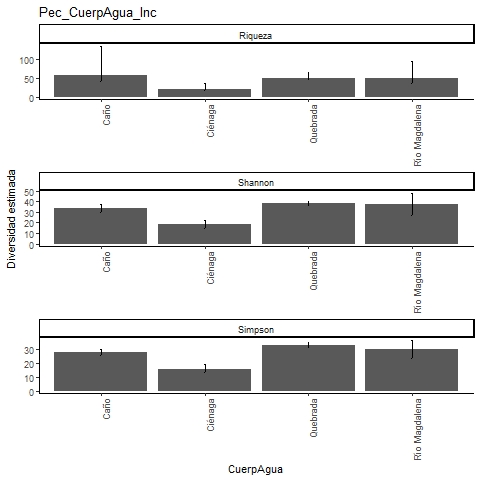 Pec_CuerpAgua_Inc
Riqueza
100
50
0
Caño
Ciénaga
Quebrada
Río Magdalena
Diversidad estimada
Shannon
50
40
30
20
10
0
Caño
Ciénaga
Quebrada
Río Magdalena
Simpson
30
20
10
0
Caño
Ciénaga
Quebrada
Río Magdalena
CuerpAgua